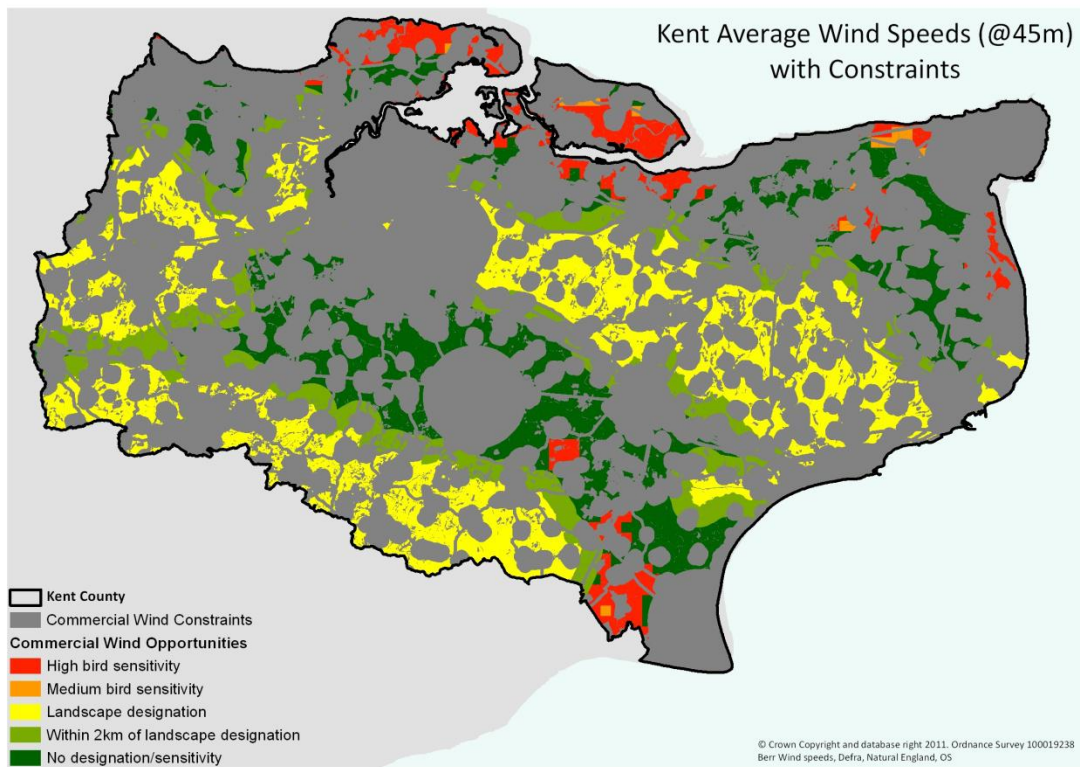 Kent Average Wind Speeds (@45m)
with Constraints
Kent County
Commercial Wind Constraints
Commercial Wind Opportunities
High bird sensitivity
Medium bird sensitivity
Landscape designation
Within 2km of landscape designation
No designation/sensitivity
© Crown Copyright and database right 2011. Ordnance Survey 100019238
Berr Wind speeds, Defra, Natural England, OS